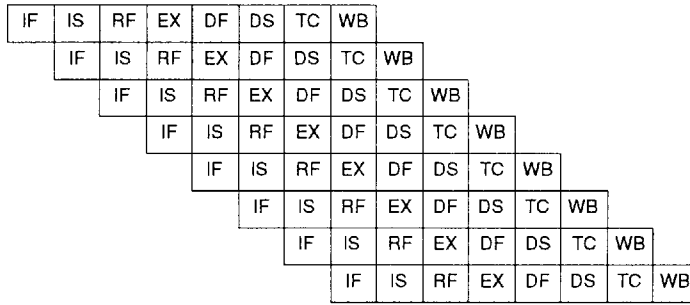 IF IS RF EX DF DS TC WB
IF IS RF EX DF DS TC WB
IF IS RF EX DF DS TC WB
IF IS RF EX DF DS TC WB
IF IS RF EX DF DS TC WB
IF IS RF EX DF DS TC WB
IF IS RF EX DF DS TC WB
IF IS RF EX DF DS TC WB